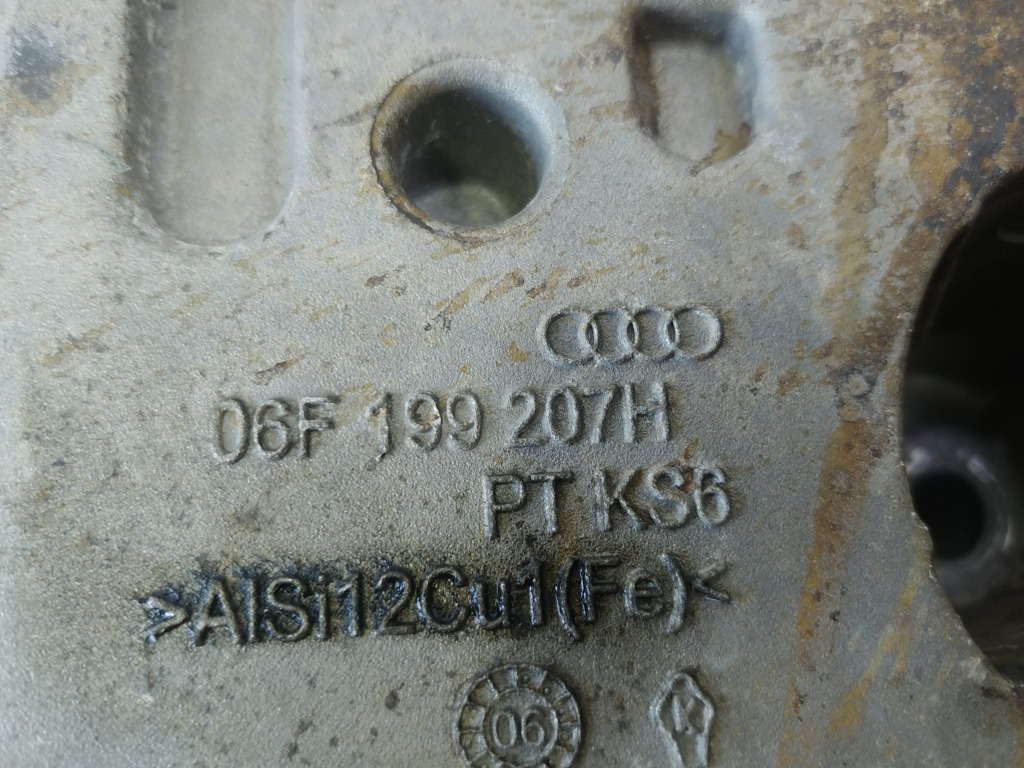 06F 199 207H
PT KS6
>AlSi12Cu1(Fe)<
06